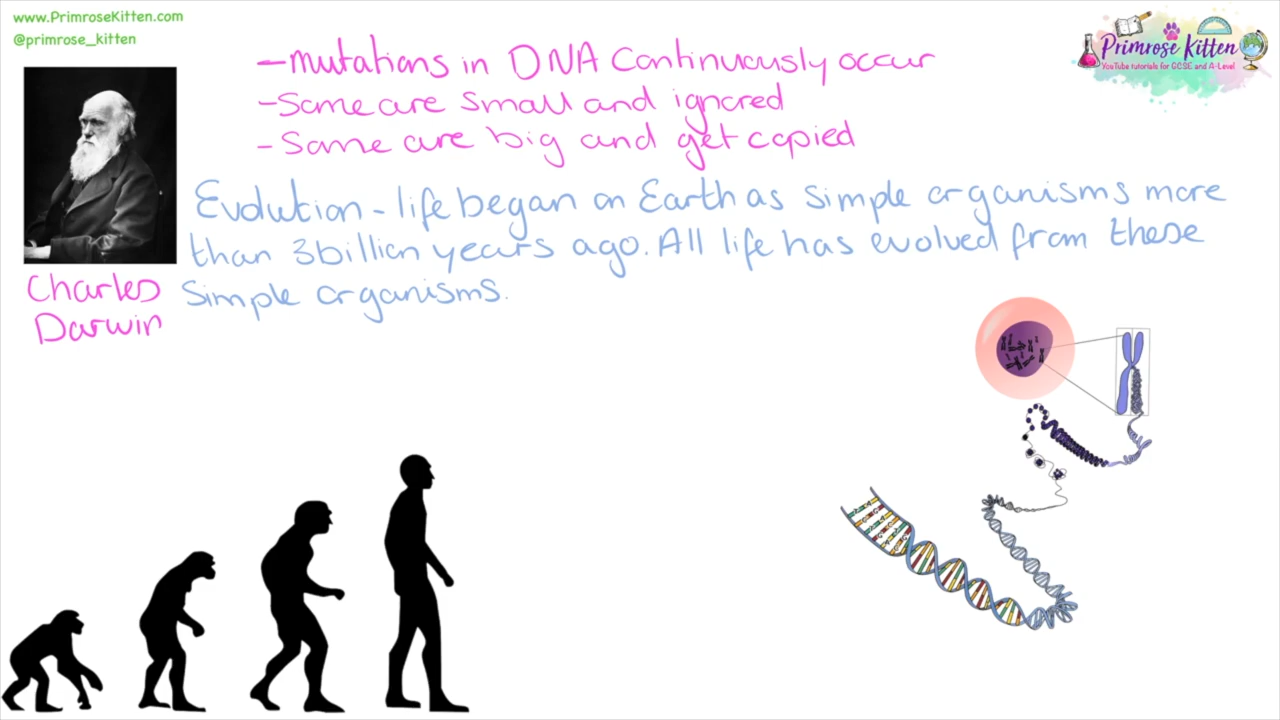 www.PrimroseKitten.com
@primrose_kitten
Primrose Kitten
YouTube tutorials for GCSE and A-Level
- mutations in DNA continuously occur
- Some are small and ignored
- Some are big and get copied
Evolution - life began on Earth as simple organisms more
than 3 billion years ago. All life has evolved from these
simple organisms.
Charles
Darwin